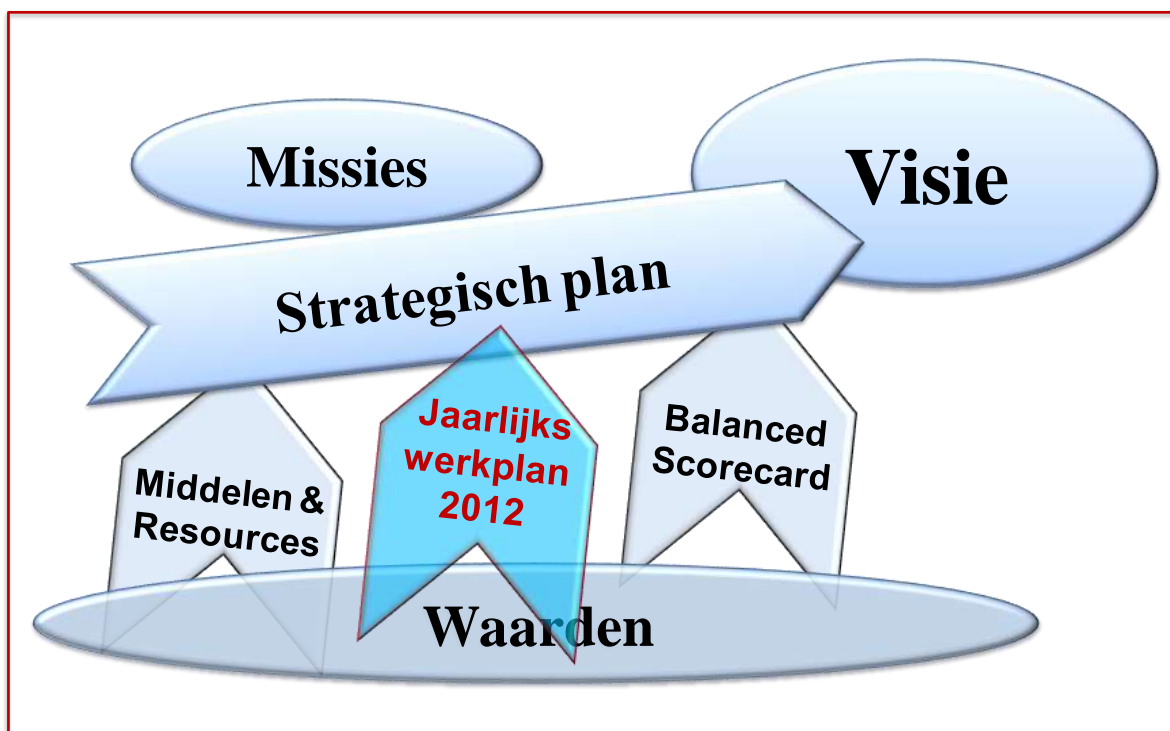 Missies
Visie
Strategisch plan
Middelen &
Resources
Jaarlijks
werkplan
2012
Balanced
Scorecard
Waarden